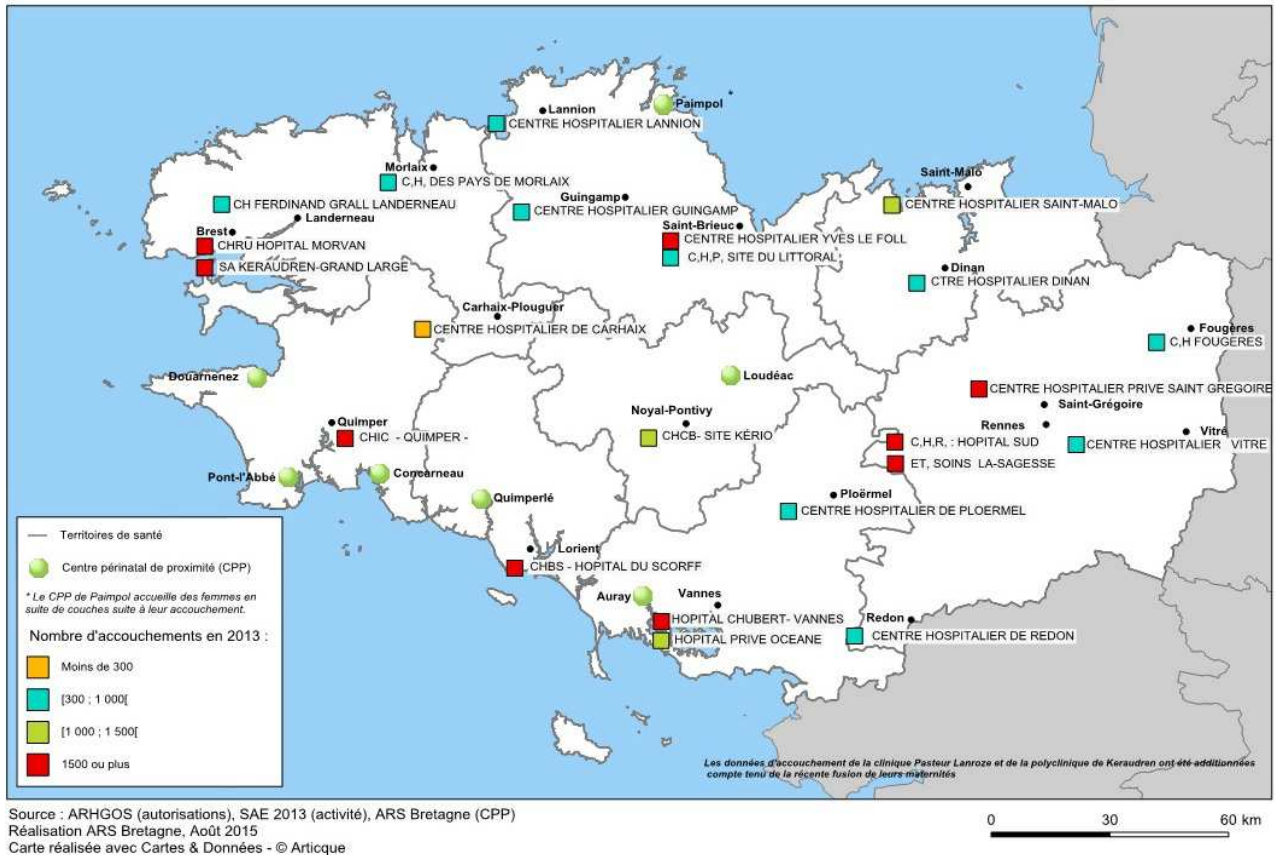 Lannion
Paimpol *
CENTRE HOSPITALIER LANNION
Morlaix
C,H, DES PAYS DE MORLAIX
Saint-Malo
CENTRE HOSPITALIER SAINT-MALO
CH FERDINAND GRALL LANDERNEAU
Landerneau
Guingamp
CENTRE HOSPITALIER GUINGAMP
Saint-Brieuc
CENTRE HOSPITALIER YVES LE FOLL
C,H,P, SITE DU LITTORAL
Brest
CHRU HOPITAL MORVAN
SA KERAUDREN-GRAND LARGE
Dinan
CTRE HOSPITALIER DINAN
Carhaix-Plouguer
CENTRE HOSPITALIER DE CARHAIX
Fougères
C,H FOUGERES
Douarnenez
Loudéac
CENTRE HOSPITALIER PRIVE SAINT GREGOIRE
Saint-Grégoire
Noyal-Pontivy
CHCB- SITE KÉRIO
Quimper
CHIC - QUIMPER -
Rennes
C,H,R, : HOPITAL SUD
ET, SOINS LA-SAGESSE
Vitré
CENTRE HOSPITALIER VITRE
Pont-l'Abbé
Concarneau
Quimperlé
Ploërmel
CENTRE HOSPITALIER DE PLOERMEL
Lorient
CHBS - HOPITAL DU SCORFF
Auray
Vannes
HOPITAL CHUBERT- VANNES
HOPITAL PRIVE OCEANE
Redon
CENTRE HOSPITALIER DE REDON
Territoires de santé
Centre périnatal de proximité (CPP)
* Le CPP de Paimpol accueille des femmes en
suite de couches suite à leur accouchement.
Nombre d'accouchements en 2013 :
Moins de 300
[300 ; 1 000[
[1 000 ; 1 500[
1500 ou plus
Les données d'accouchement de la clinique Pasteur Lanroze et de la polyclinique de Keraudren ont été additionnées
compte tenu de la récente fusion de leurs maternités
Source : ARHGOS (autorisations), SAE 2013 (activité), ARS Bretagne (CPP)
Réalisation ARS Bretagne, Août 2015
Carte réalisée avec Cartes & Données - © Articque
0 30 60 km